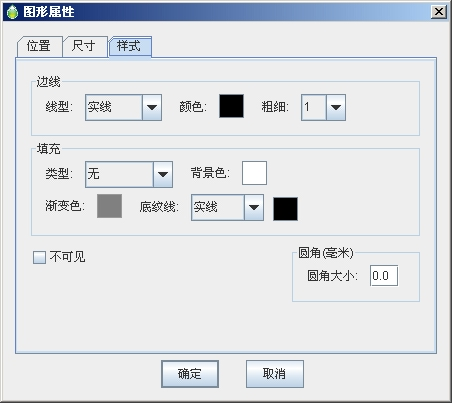 图形属性
位置 尺寸 样式
边线
线型: 实线 颜色: 粗细: 1
填充
类型: 无 背景色:
渐变色: 底纹线: 实线
不可见
圆角(毫米)
圆角大小: 0.0
确定 取消